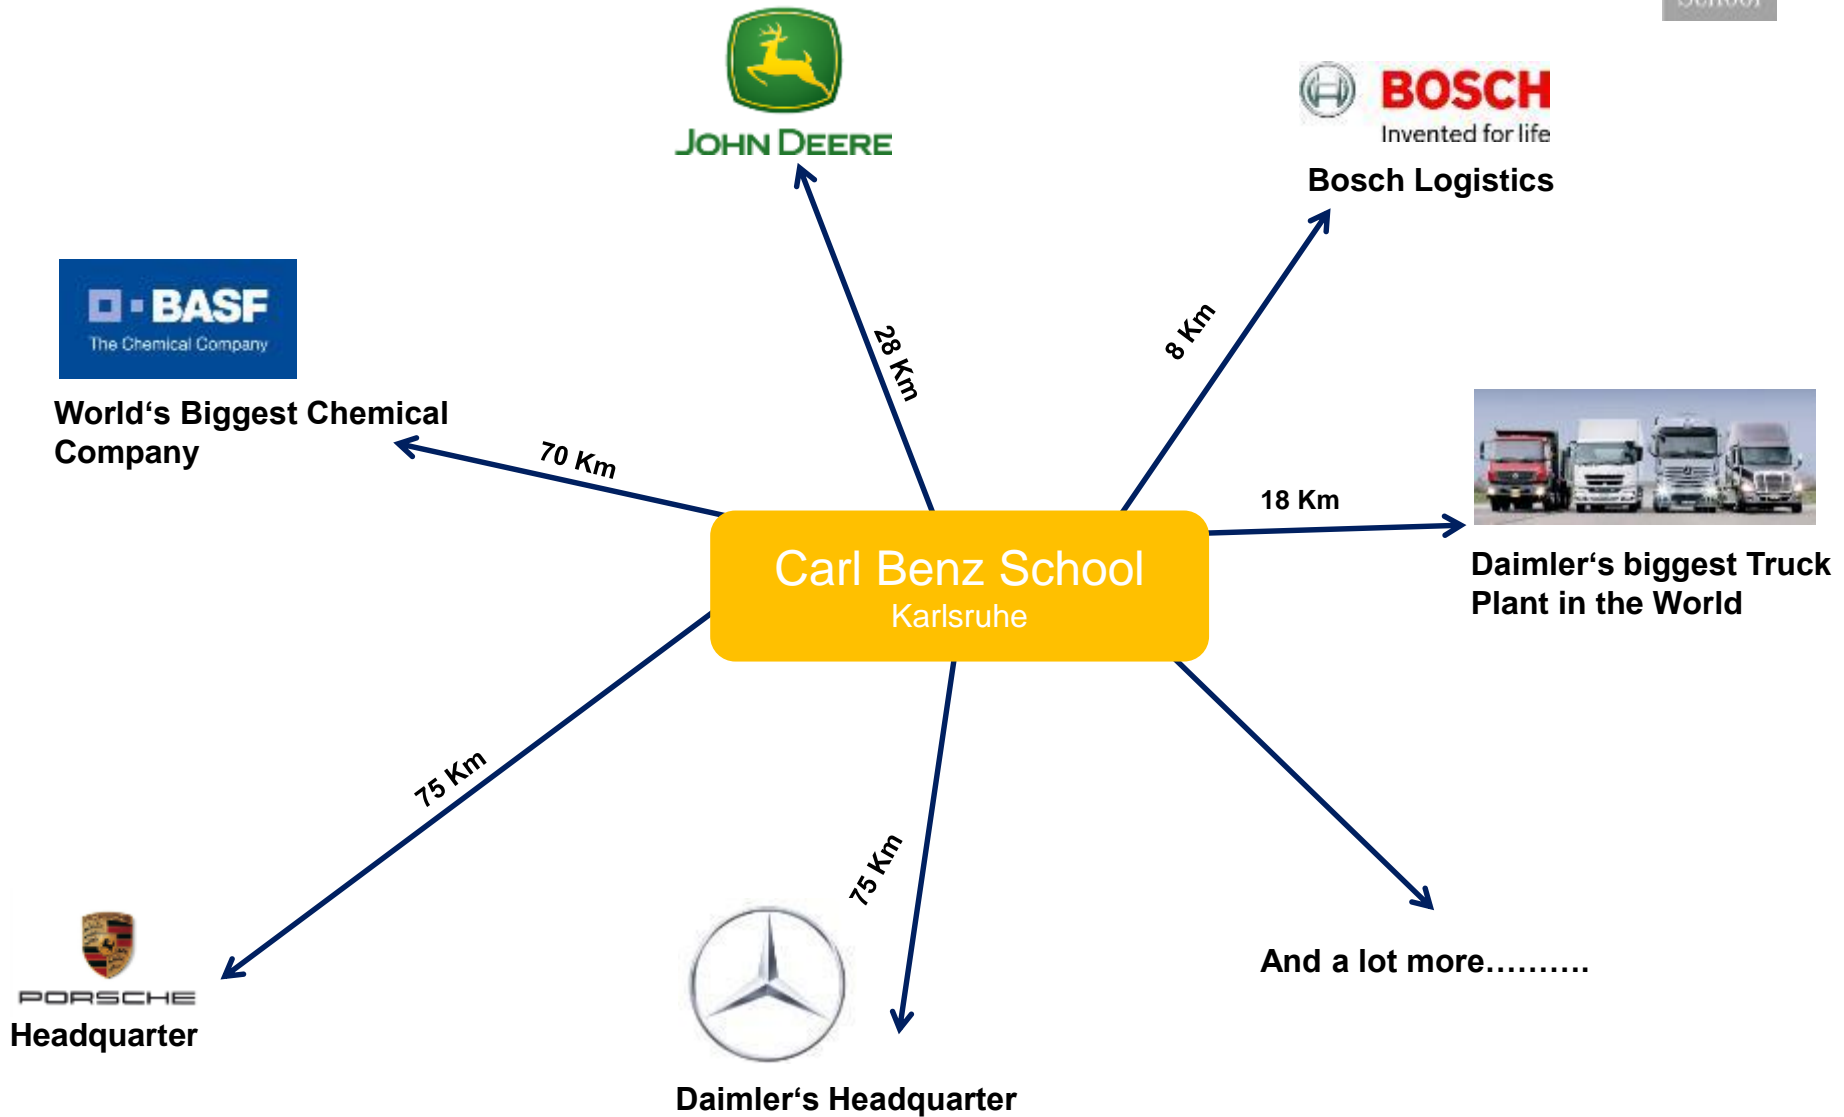 School
JOHN DEERE
BOSCH
Invented for life
Bosch Logistics
BASF
The Chemical Company
World‘s Biggest Chemical
Company
28 Km
8 Km
70 Km
18 Km
Carl Benz School
Karlsruhe
Daimler‘s biggest Truck
Plant in the World
75 Km
75 Km
PORSCHE
Headquarter
Daimler‘s Headquarter
And a lot more……….